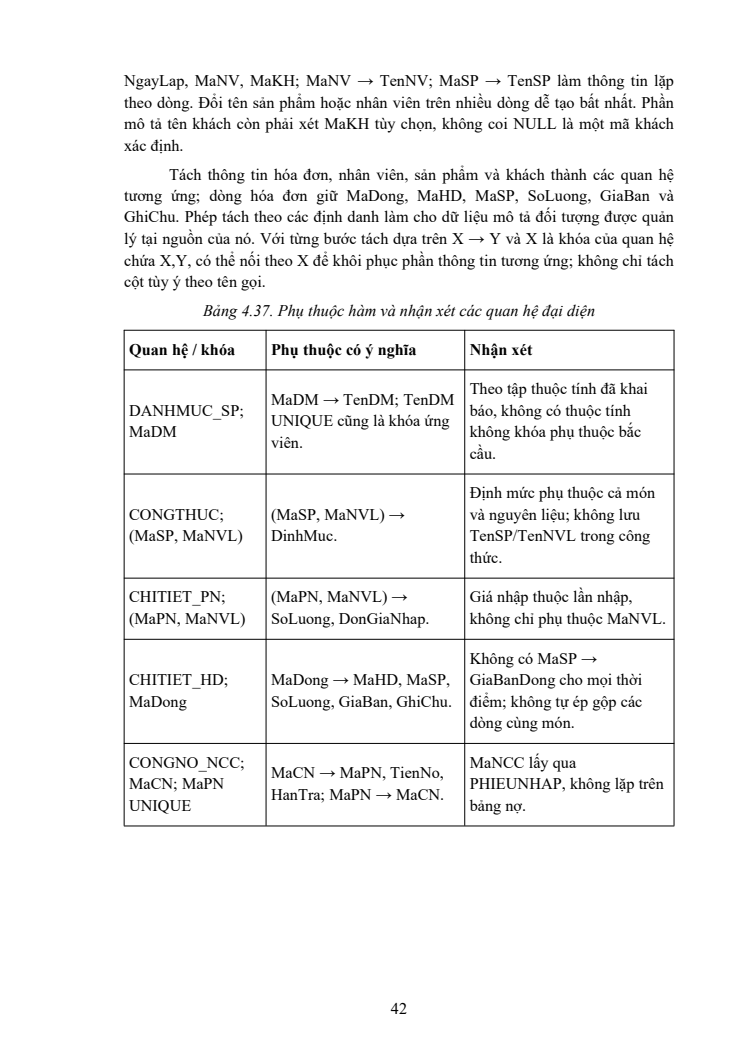 NgayLap, MaNV, MaKH; MaNV → TenNV; MaSP → TenSP làm thông tin lặp
theo dòng. Đổi tên sản phẩm hoặc nhân viên trên nhiều dòng dễ tạo bất nhất. Phần
mô tả tên khách còn phải xét MaKH tùy chọn, không coi NULL là một mã khách
xác định.
Tách thông tin hóa đơn, nhân viên, sản phẩm và khách thành các quan hệ
tương ứng; dòng hóa đơn giữ MaDong, MaHD, MaSP, SoLuong, GiaBan và
GhiChu. Phép tách theo các định danh làm cho dữ liệu mô tả đối tượng được quản
lý tại nguồn của nó. Với từng bước tách dựa trên X → Y và X là khóa của quan hệ
chứa X,Y, có thể nối theo X để khôi phục phần thông tin tương ứng; không chỉ tách
cột tùy ý theo tên gọi.
Bảng 4.37. Phụ thuộc hàm và nhận xét các quan hệ đại diện
Quan hệ / khóa
Phụ thuộc có ý nghĩa
Nhận xét
DANHMUC_SP;
MaDM
MaDM → TenDM; TenDM
UNIQUE cũng là khóa ứng
viên.
Theo tập thuộc tính đã khai
báo, không có thuộc tính
không khóa phụ thuộc bắc
cầu.
CONGTHUC;
(MaSP, MaNVL)
(MaSP, MaNVL) →
DinhMuc.
Định mức phụ thuộc cả món
và nguyên liệu; không lưu
TenSP/TenNVL trong công
thức.
CHITIET_PN;
(MaPN, MaNVL)
(MaPN, MaNVL) →
SoLuong, DonGiaNhap.
Giá nhập thuộc lần nhập,
không chỉ phụ thuộc MaNVL.
CHITIET_HD;
MaDong
MaDong → MaHD, MaSP,
SoLuong, GiaBan, GhiChu.
Không có MaSP →
GiaBanDong cho mọi thời
điểm; không tự ép gộp các
dòng cùng món.
CONGNO_NCC;
MaCN; MaPN
UNIQUE
MaCN → MaPN, TienNo,
HanTra; MaPN → MaCN.
MaNCC lấy qua
PHIEUNHAP, không lặp trên
bảng nợ.
42